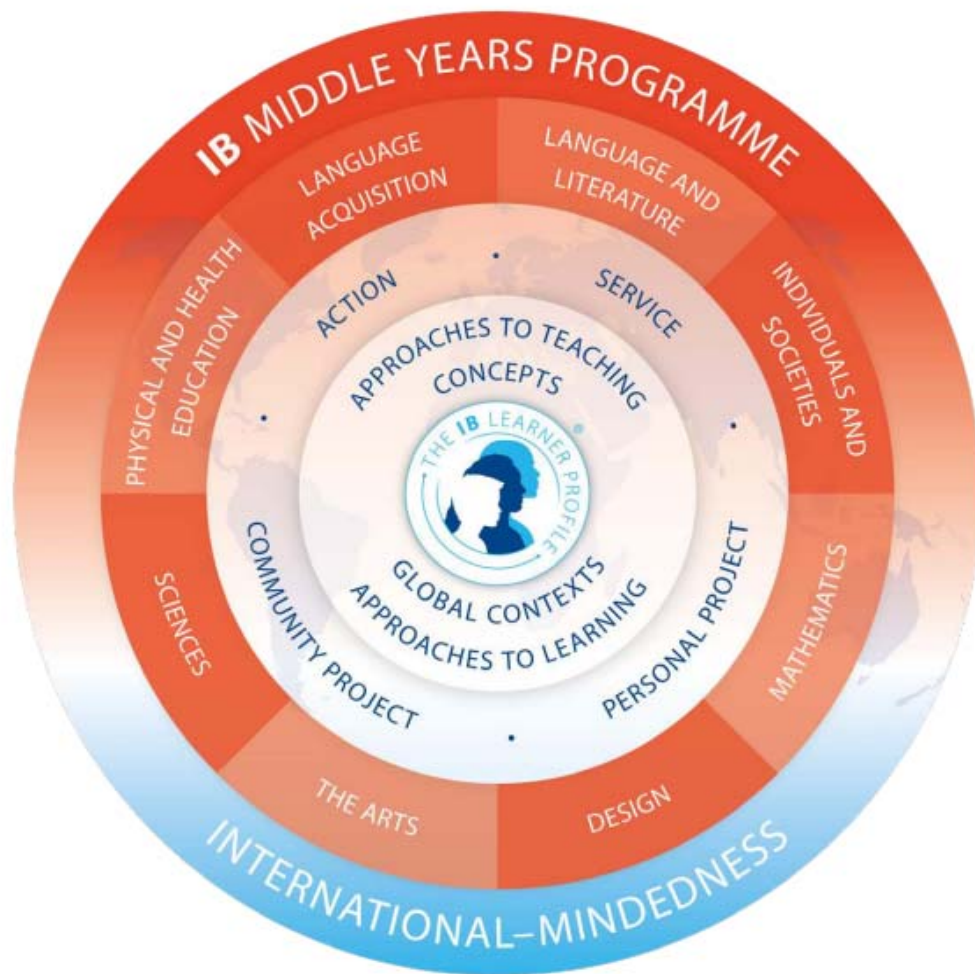 IB MIDDLE YEARS PROGRAMME
LANGUAGE
ACQUISITION
LANGUAGE AND
LITERATURE
INDIVIDUALS AND
SOCIETIES
MATHEMATICS
DESIGN
THE ARTS
SCIENCES
PHYSICAL AND HEALTH
EDUCATION
ACTION
SERVICE
PERSONAL PROJECT
COMMUNITY PROJECT
APPROACHES TO TEACHING
CONCEPTS
THE IB LEARNER PROFILE ®
GLOBAL CONTEXTS
APPROACHES TO LEARNING
INTERNATIONAL–MINDEDNESS